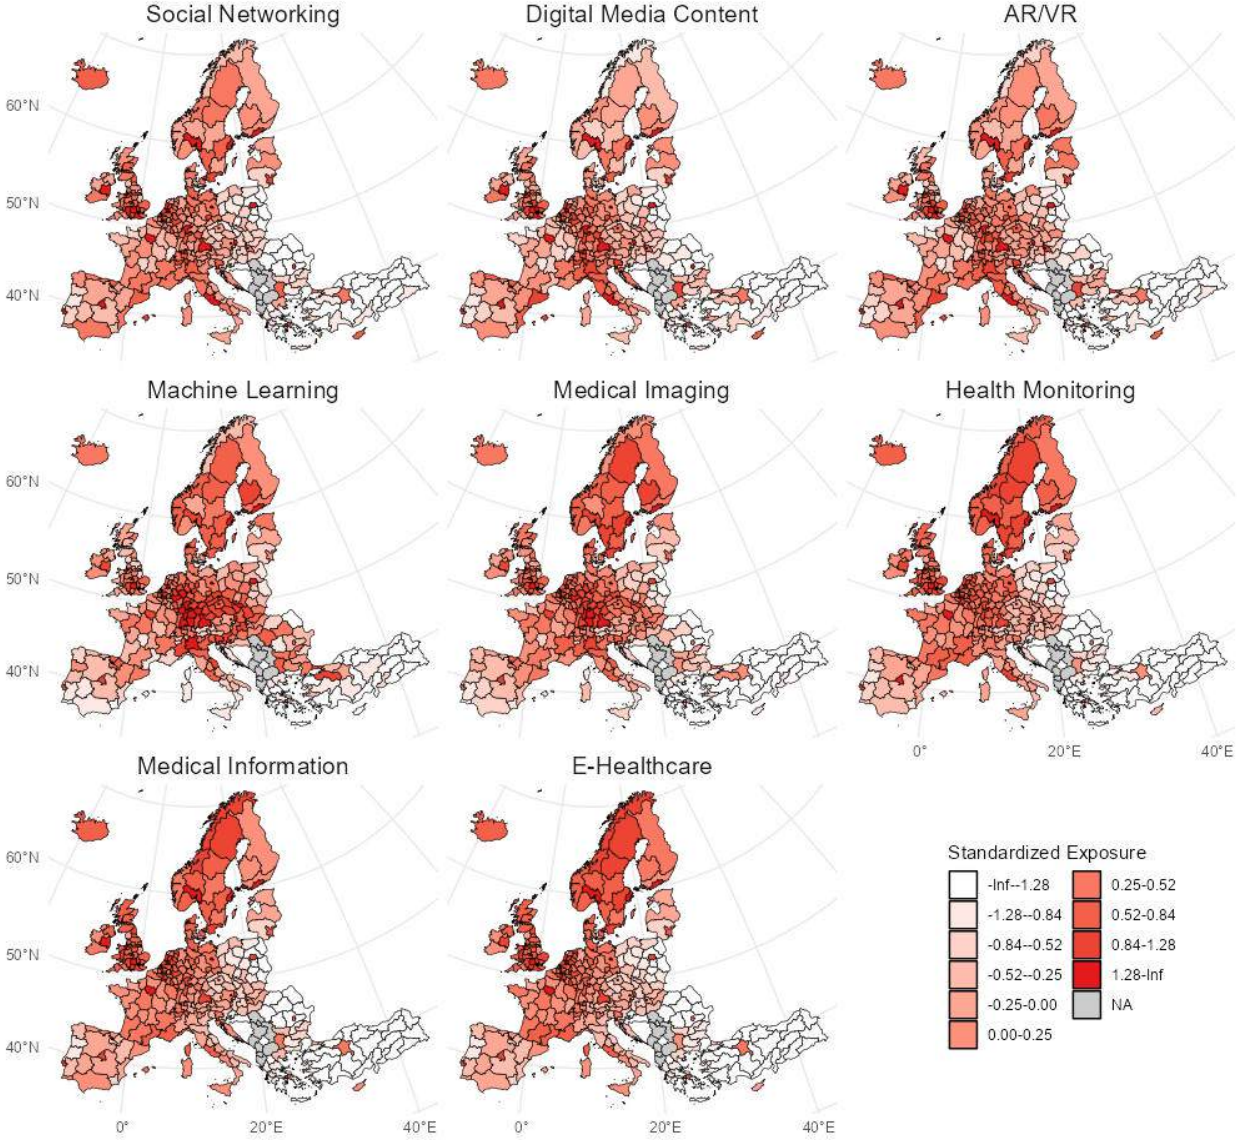 Social Networking
Digital Media Content
AR/VR
60°N
50°N
40°N
0°
20°E
40°E
Machine Learning
Medical Imaging
Health Monitoring
60°N
50°N
40°N
0°
20°E
40°E
Medical Information
E-Healthcare
60°N
50°N
40°N
0°
20°E
40°E
0°
20°E
40°E
Standardized Exposure
-Inf--1.28
-1.28--0.84
-0.84--0.52
-0.52--0.25
-0.25-0.00
0.00-0.25
0.25-0.52
0.52-0.84
0.84-1.28
1.28-Inf
NA